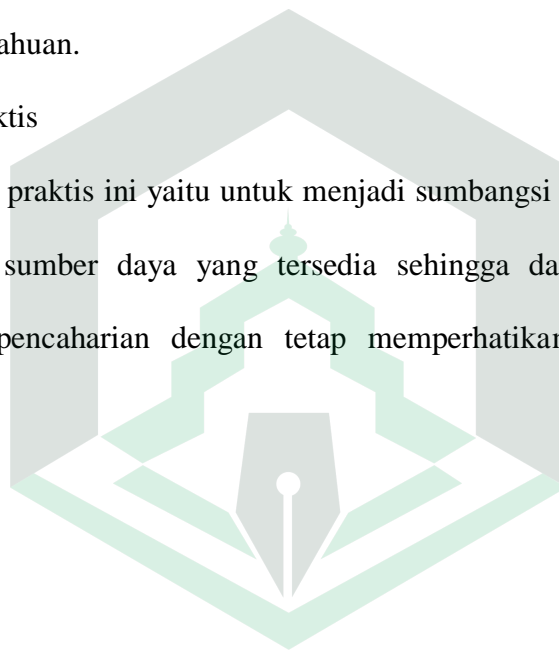 ahuan.
ktis
praktis ini yaitu untuk menjadi sumbangsi
sumber daya yang tersedia sehingga da
pencaharian dengan tetap memperhatikan